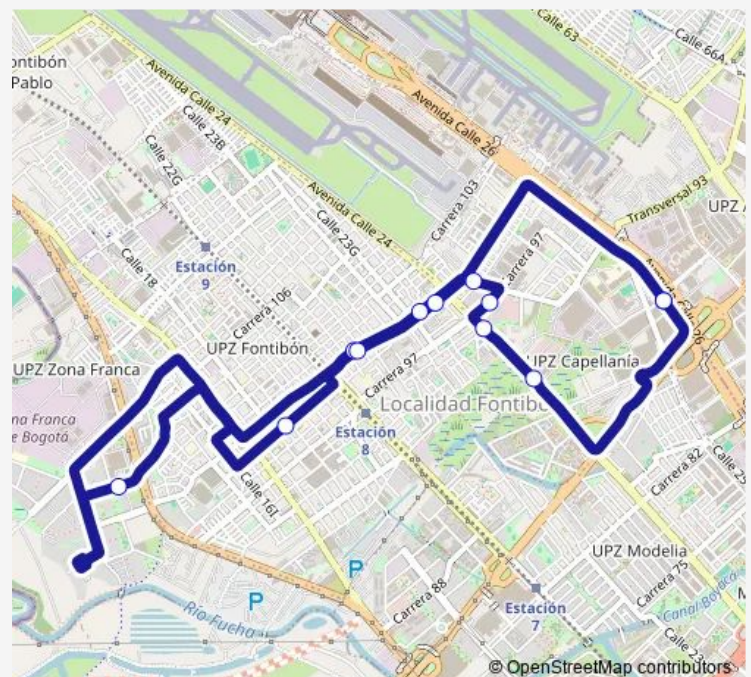 Calle 63
Calle 66A
ontibón
Pablo
Avenida Calle 24
Avenida Calle 26
Calle 23B
Calle 22G
Transversal 93
Carrera 103
UPZ
Avenida Calle 24
Calle 23G
Carrera 97
Estación
9
Calle 18
Avenida Calle 26
Carrera 106
UPZ Fontibón
UPZ Capellanía
UPZ Zona Franca
Carrera 97
Localidad Fontibo
na Franca
e Bogotá
Estación
8
Carrera 82
Calle 25
Calle 16I
UPZ Modelia
P
Carrera 75
P
Carrera 88
Río Fucha
Estación
7
Canal Boyacá
Calle 23
© OpenStreetMap contributors